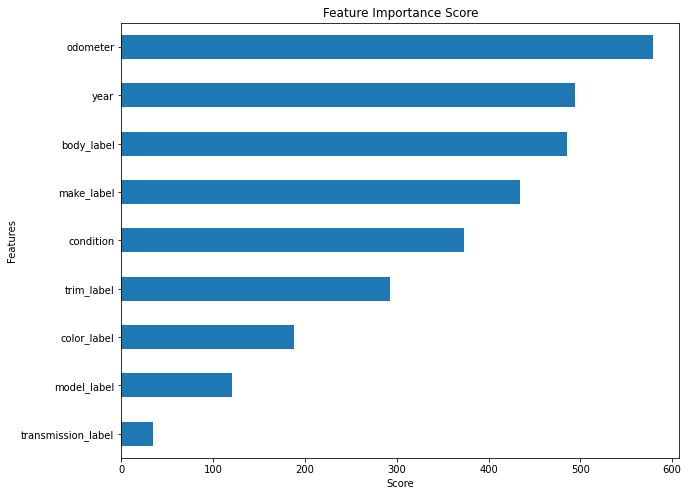 Feature Importance Score
odometer
year
body_label
make_label
condition
trim_label
color_label
model_label
transmission_label
Features
0 100 200 300 400 500 600
Score